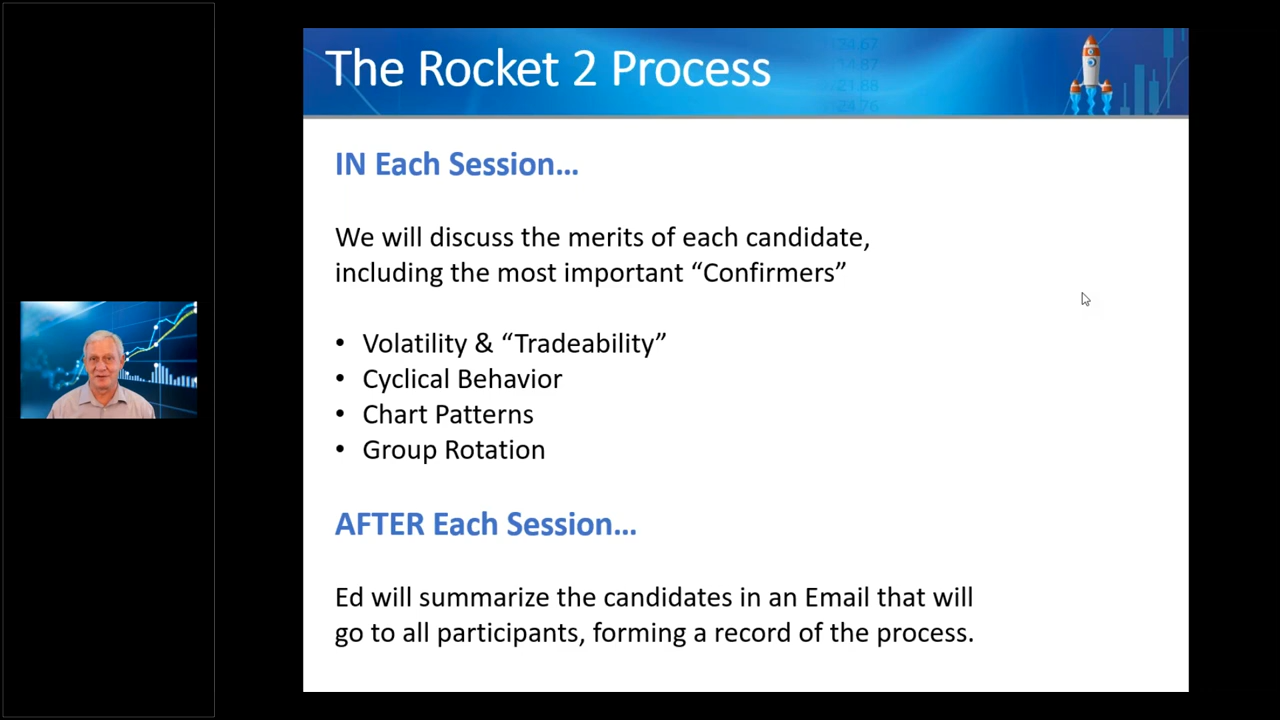 The Rocket 2 Process
IN Each Session…
We will discuss the merits of each candidate,
including the most important “Confirmers”
• Volatility & “Tradeability”
• Cyclical Behavior
• Chart Patterns
• Group Rotation
AFTER Each Session…
Ed will summarize the candidates in an Email that will
go to all participants, forming a record of the process.